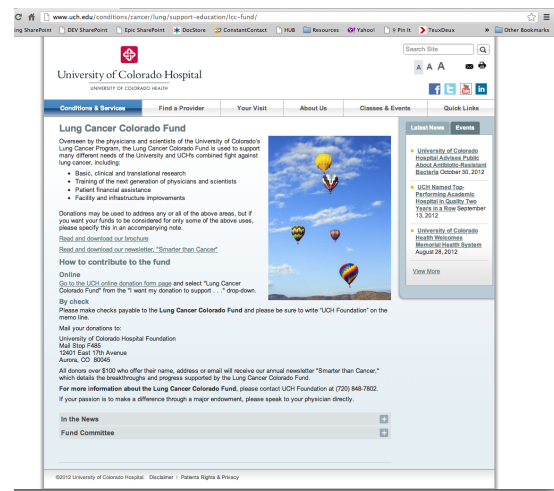 www.uch.edu/conditions/cancer/lung/support-education/lcc-fund/
ing SharePoint DEV SharePoint Epic SharePoint DocStore ConstantContact HUB Resources Yahoo! Pin It TeuxDeux » Other Bookmarks
Search Site
A A A
University of Colorado Hospital
UNIVERSITY OF COLORADO HEALTH
Conditions & Services Find a Provider Your Visit About Us Classes & Events Quick Links
Lung Cancer Colorado Fund
Overseen by the physicians and scientists of the University of Colorado's
Lung Cancer Program, the Lung Cancer Colorado Fund is used to support
many different needs of the University and UCH's combined fight against
lung cancer, including:
• Basic, clinical and translational research
• Training of the next generation of physicians and scientists
• Patient financial assistance
• Facility and infrastructure improvements
Donations may be used to address any or all of the above areas, but if
you want your funds to be considered for only some of the above uses,
please specify this in an accompanying note.
Read and download our brochure
Read and download our newsletter, "Smarter than Cancer"
How to contribute to the fund
Online
Go to the UCH online donation form page and select "Lung Cancer
Colorado Fund" from the "I want my donation to support . . ." drop-down.
By check
Please make checks payable to the Lung Cancer Colorado Fund and please be sure to write "UCH Foundation" on the
memo line.
Mail your donations to:
University of Colorado Hospital Foundation
Mail Stop F485
12401 East 17th Avenue
Aurora, CO 80045
All donors over $100 who offer their name, address or email will receive our annual newsletter "Smarter than Cancer,"
which details the breakthroughs and progress supported by the Lung Cancer Colorado Fund.
For more information about the Lung Cancer Colorado Fund, please contact UCH Foundation at (720) 848-7802.
If your passion is to make a difference through a major endowment, please speak to your physician directly.
In the News
Fund Committee
Latest News Events
University of Colorado
Hospital Advises Public
About Antibiotic-Resistant
Bacteria October 30, 2012
UCH Named Top-
Performing Academic
Hospital in Quality Two
Years in a Row September
13, 2012
University of Colorado
Health Welcomes
Memorial Health System
August 28, 2012
View More
©2012 University of Colorado Hospital Disclaimer | Patients Rights &
Privacy